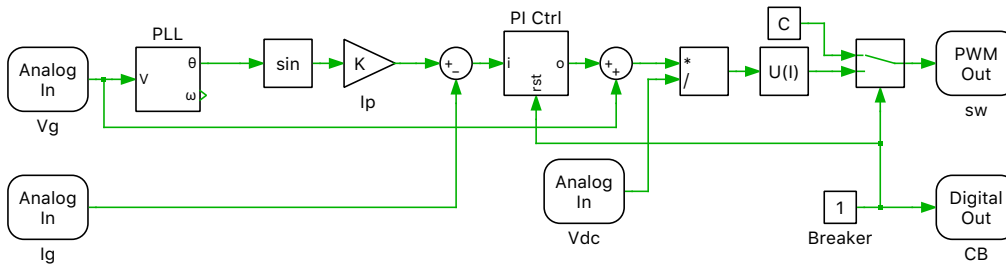 PLL
PI Ctrl
C
Analog
In
Vg
V
θ
ω
sin
K
Ip
+
−
i
o
rst
+
+
*
/
U(I)
PWM
Out
sw
Analog
In
Ig
Analog
In
Vdc
1
Breaker
Digital
Out
CB